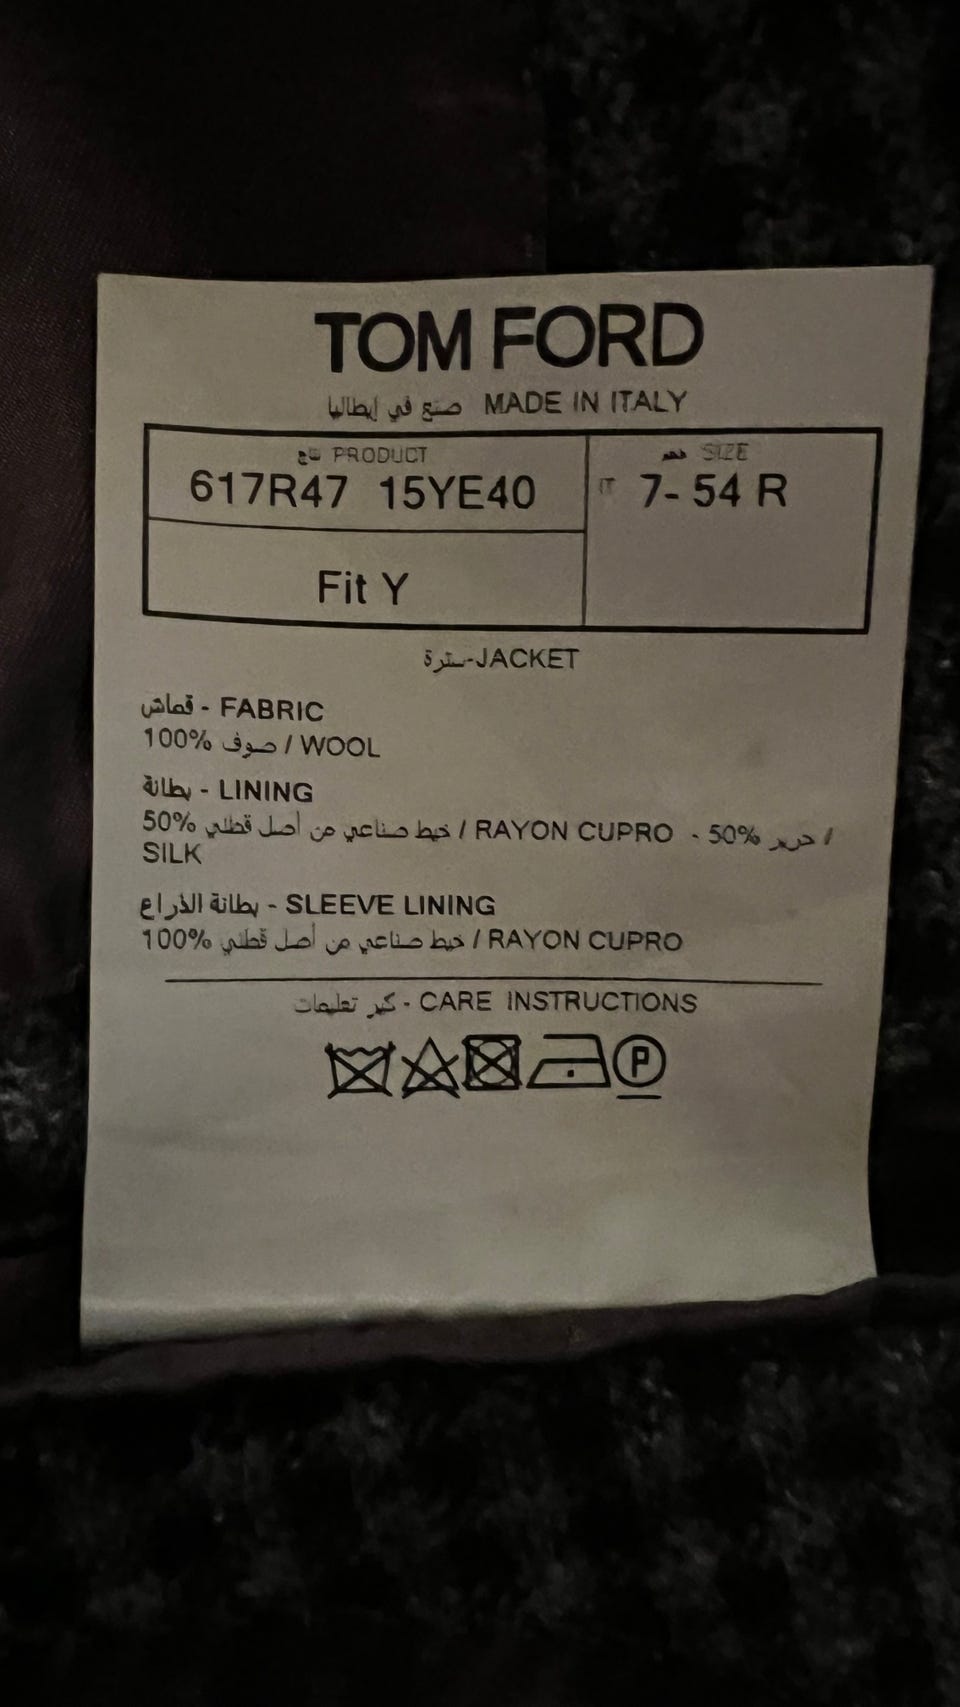 TOM FORD
صنع في إيطاليا MADE IN ITALY
PRODUCT
617R47 15YE40
SIZE
IT 7- 54 R
Fit Y
سترة-JACKET
قماش - FABRIC
100% صوف / WOOL
بطانة - LINING
50% خيط صناعي من أصل قطني / RAYON CUPRO - 50% حرير /
SILK
بطانة الذراع - SLEEVE LINING
100% خيط صناعي من أصل قطني / RAYON CUPRO
كير تعليمات - CARE INSTRUCTIONS
P